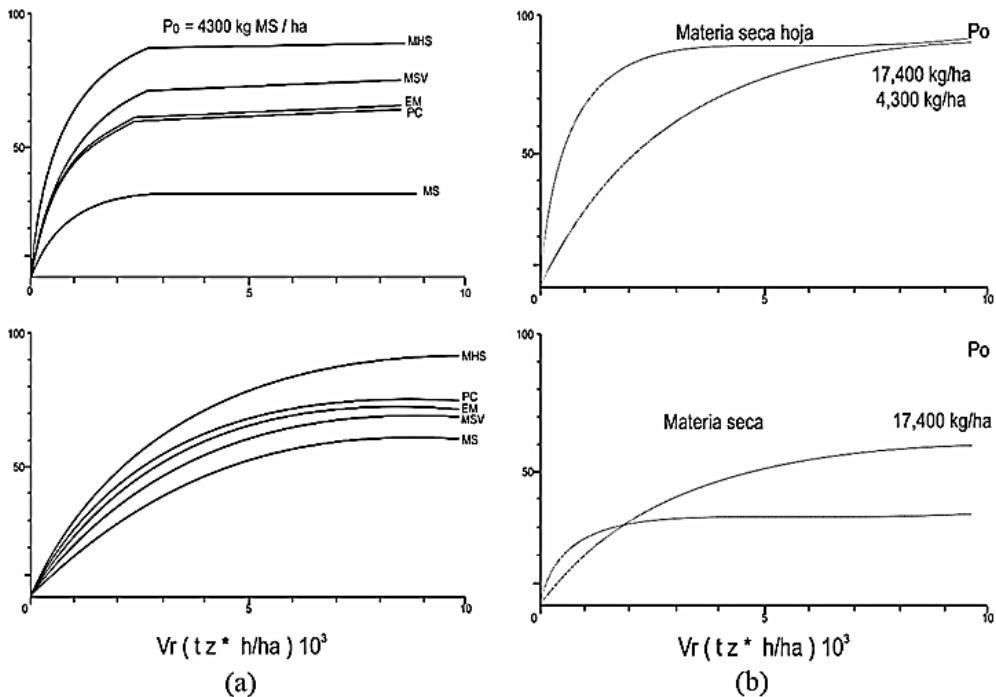 100
P₀ = 4300 kg MS / ha
MHS
MSV
EM
PC
MS
50
0
5
10
100
Materia seca hoja
Po
17,400 kg/ha
4,300 kg/ha
50
0
5
10
100
MHS
PC
EM
MSV
MS
50
0
5
10
Vr ( t z * h/ha ) 10³
(a)
100
Po
Materia seca
17,400 kg/ha
50
0
5
10
Vr ( t z * h/ha ) 10³
(b)